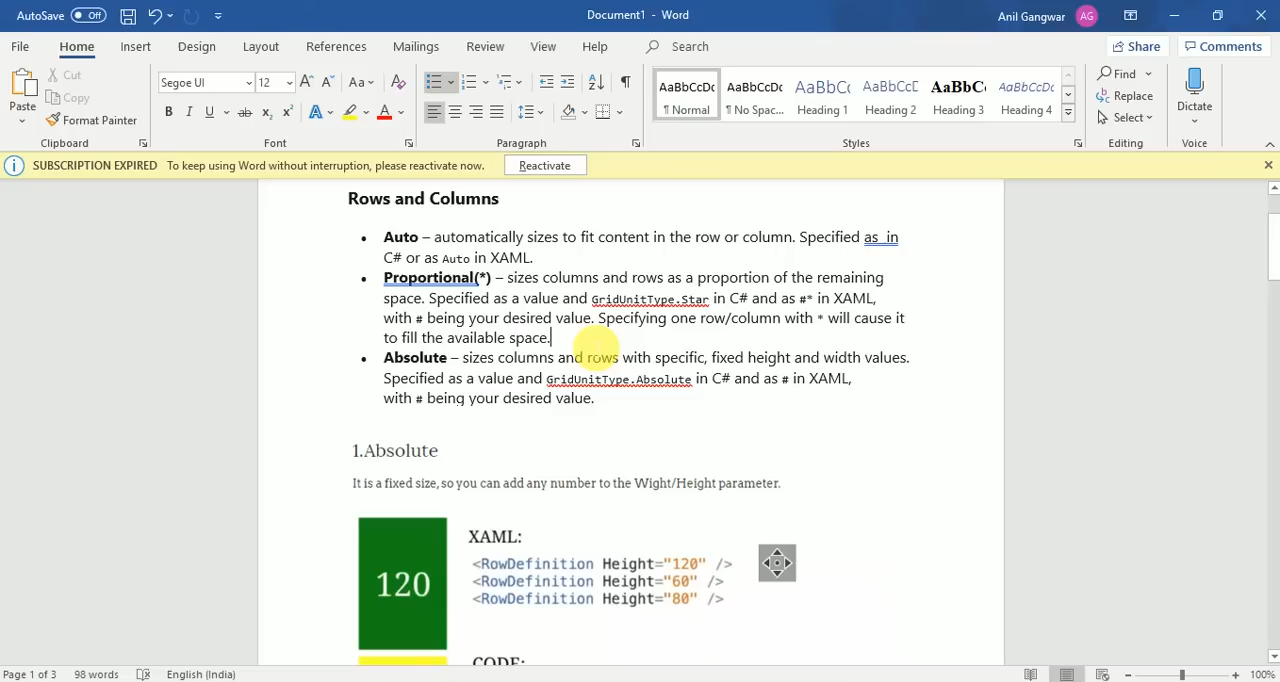 AutoSave Off Document1 - Word Anil Gangwar AG
File Home Insert Design Layout References Mailings Review View Help Search Share Comments
Paste Cut Copy Format Painter Clipboard
Segoe UI 12 Aa B I U ab x₂ x² A A Font
Paragraph
AaBbCcDc ¶ Normal AaBbCcDc ¶ No Spac... AaBbC Heading 1 AaBbCcD Heading 2 AaBbC Heading 3 AaBbCcDc Heading 4 Styles
Find Replace Select Editing
Dictate Voice
SUBSCRIPTION EXPIRED To keep using Word without interruption, please reactivate now. Reactivate
Rows and Columns
• Auto – automatically sizes to fit content in the row or column. Specified as in
C# or as Auto in XAML.
• Proportional(*) – sizes columns and rows as a proportion of the remaining
space. Specified as a value and GridUnitType.Star in C# and as #* in XAML,
with # being your desired value. Specifying one row/column with * will cause it
to fill the available space.
• Absolute – sizes columns and rows with specific, fixed height and width values.
Specified as a value and GridUnitType.Absolute in C# and as # in XAML,
with # being your desired value.
1.Absolute
It is a fixed size, so you can add any number to the Wight/Height parameter.
120
XAML:
<RowDefinition Height="120" />
<RowDefinition Height="60" />
<RowDefinition Height="80" />
CODE:
Page 1 of 3 98 words English (India) 100%